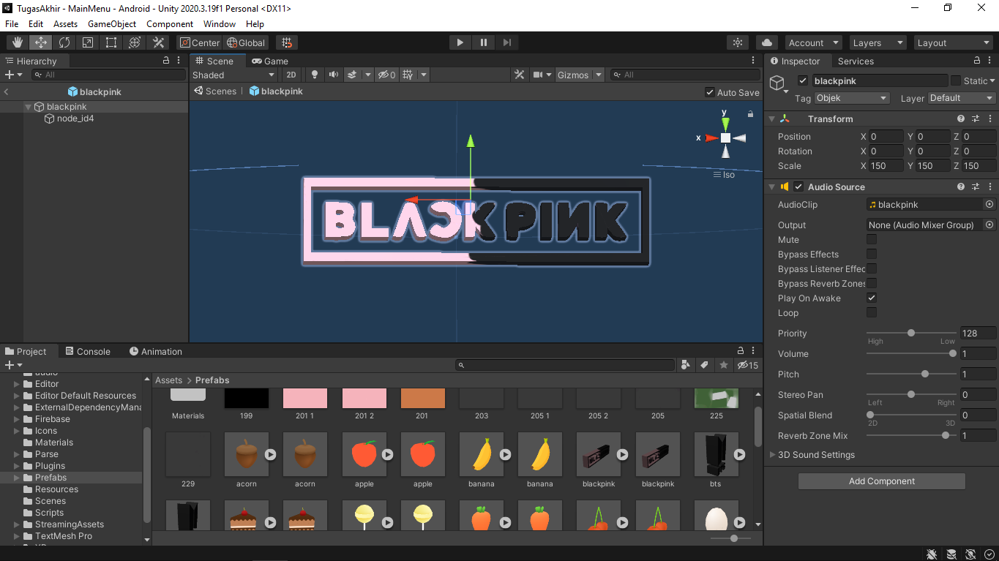 TugasAkhir - MainMenu - Android - Unity 2020.3.19f1 Personal <DX11>
File Edit Assets GameObject Component Window Help
Center Global Account Layers Layout
Hierarchy
All
blackpink
blackpink
node_id4
Scene Game
Shaded 2D 0 Gizmos All
Scenes blackpink Auto Save
y
x
Iso
BLACKPINK
Inspector Services
blackpink Static
Tag Objek Layer Default
Transform
Position X 0 Y 0 Z 0
Rotation X 0 Y 0 Z 0
Scale X 150 Y 150 Z 150
Audio Source
AudioClip blackpink
Output None (Audio Mixer Group)
Mute
Bypass Effects
Bypass Listener Effec
Bypass Reverb Zones
Play On Awake
Loop
Priority 128
High Low
Volume 1
Pitch 1
Stereo Pan 0
Left Right
Spatial Blend 0
2D 3D
Reverb Zone Mix 1
3D Sound Settings
Add Component
Project Console Animation
15
Editor
Editor Default Resources
ExternalDependencyMana
Firebase
Icons
Materials
Parse
Plugins
Prefabs
Resources
Scenes
Scripts
StreamingAssets
TextMesh Pro
Assets > Prefabs
Materials 199 201 1 201 2 201 203 205 1 205 2 205 225
229 acorn acorn apple apple banana banana blackpink blackpink bts